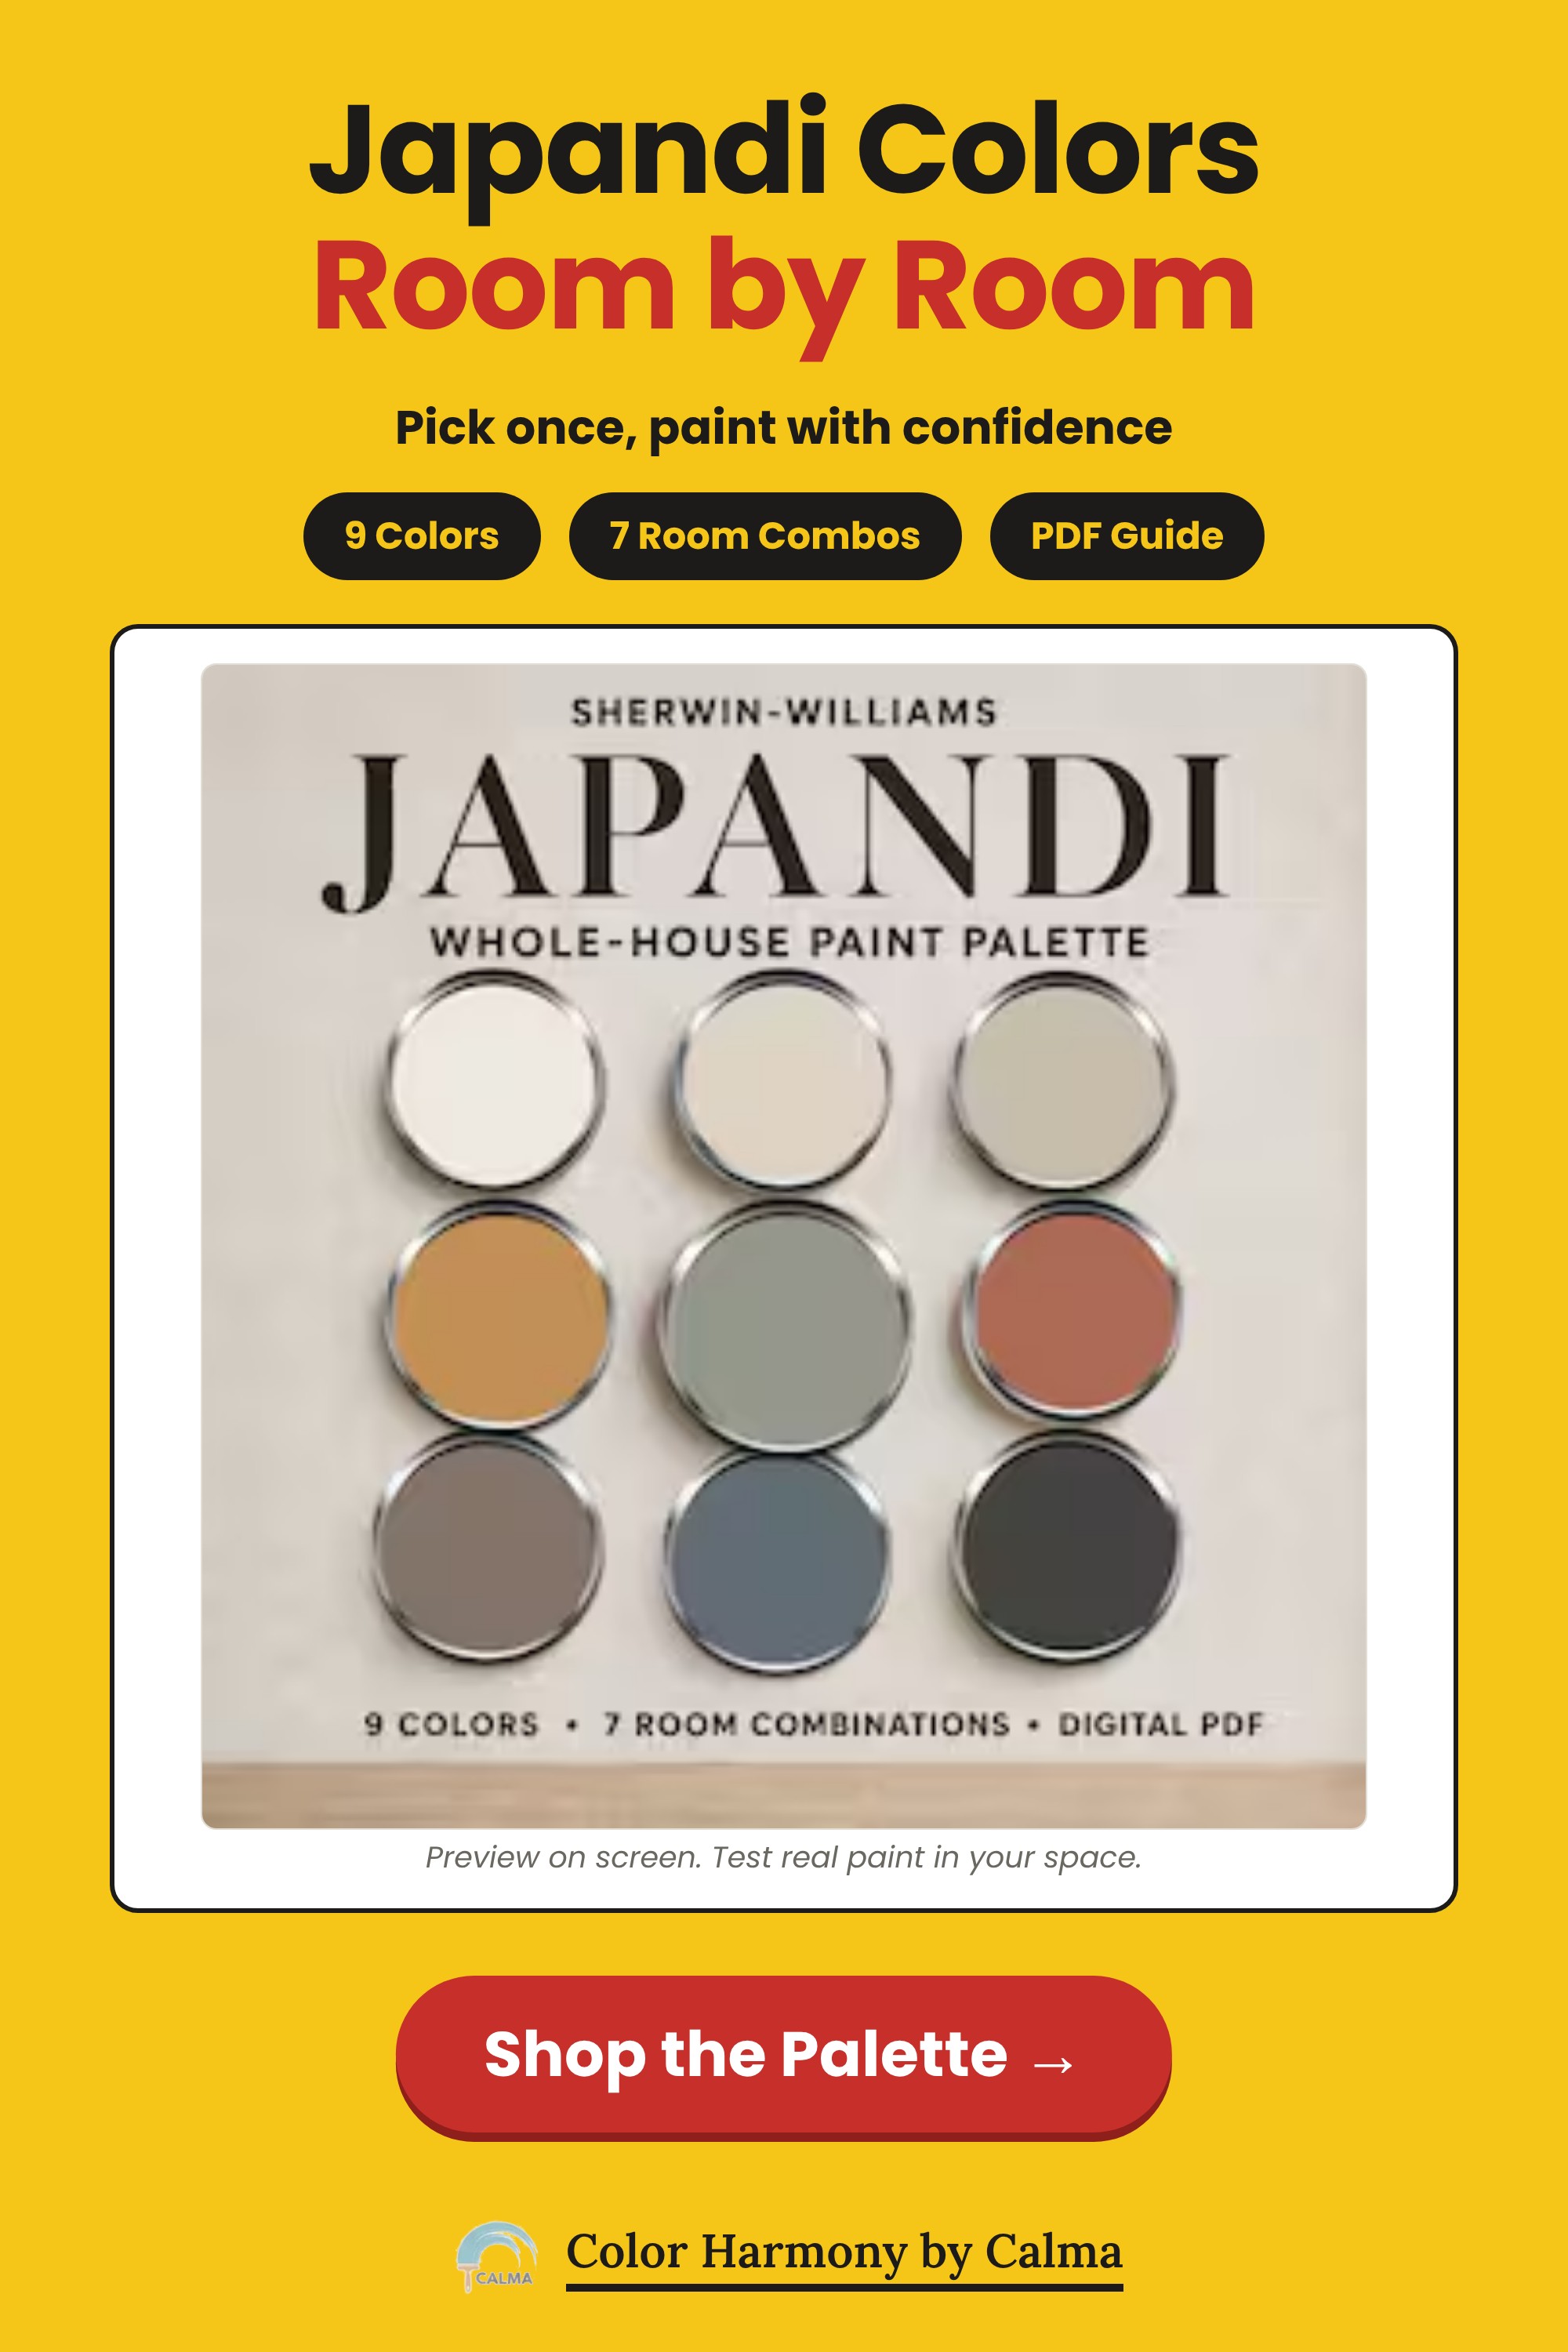 Japandi Colors
Room by Room
Pick once, paint with confidence
9 Colors
7 Room Combos
PDF Guide
SHERWIN-WILLIAMS
JAPANDI
WHOLE-HOUSE PAINT PALETTE
9 COLORS • 7 ROOM COMBINATIONS • DIGITAL PDF
Preview on screen. Test real paint in your space.
Shop the Palette →
CALMA
Color Harmony by Calma